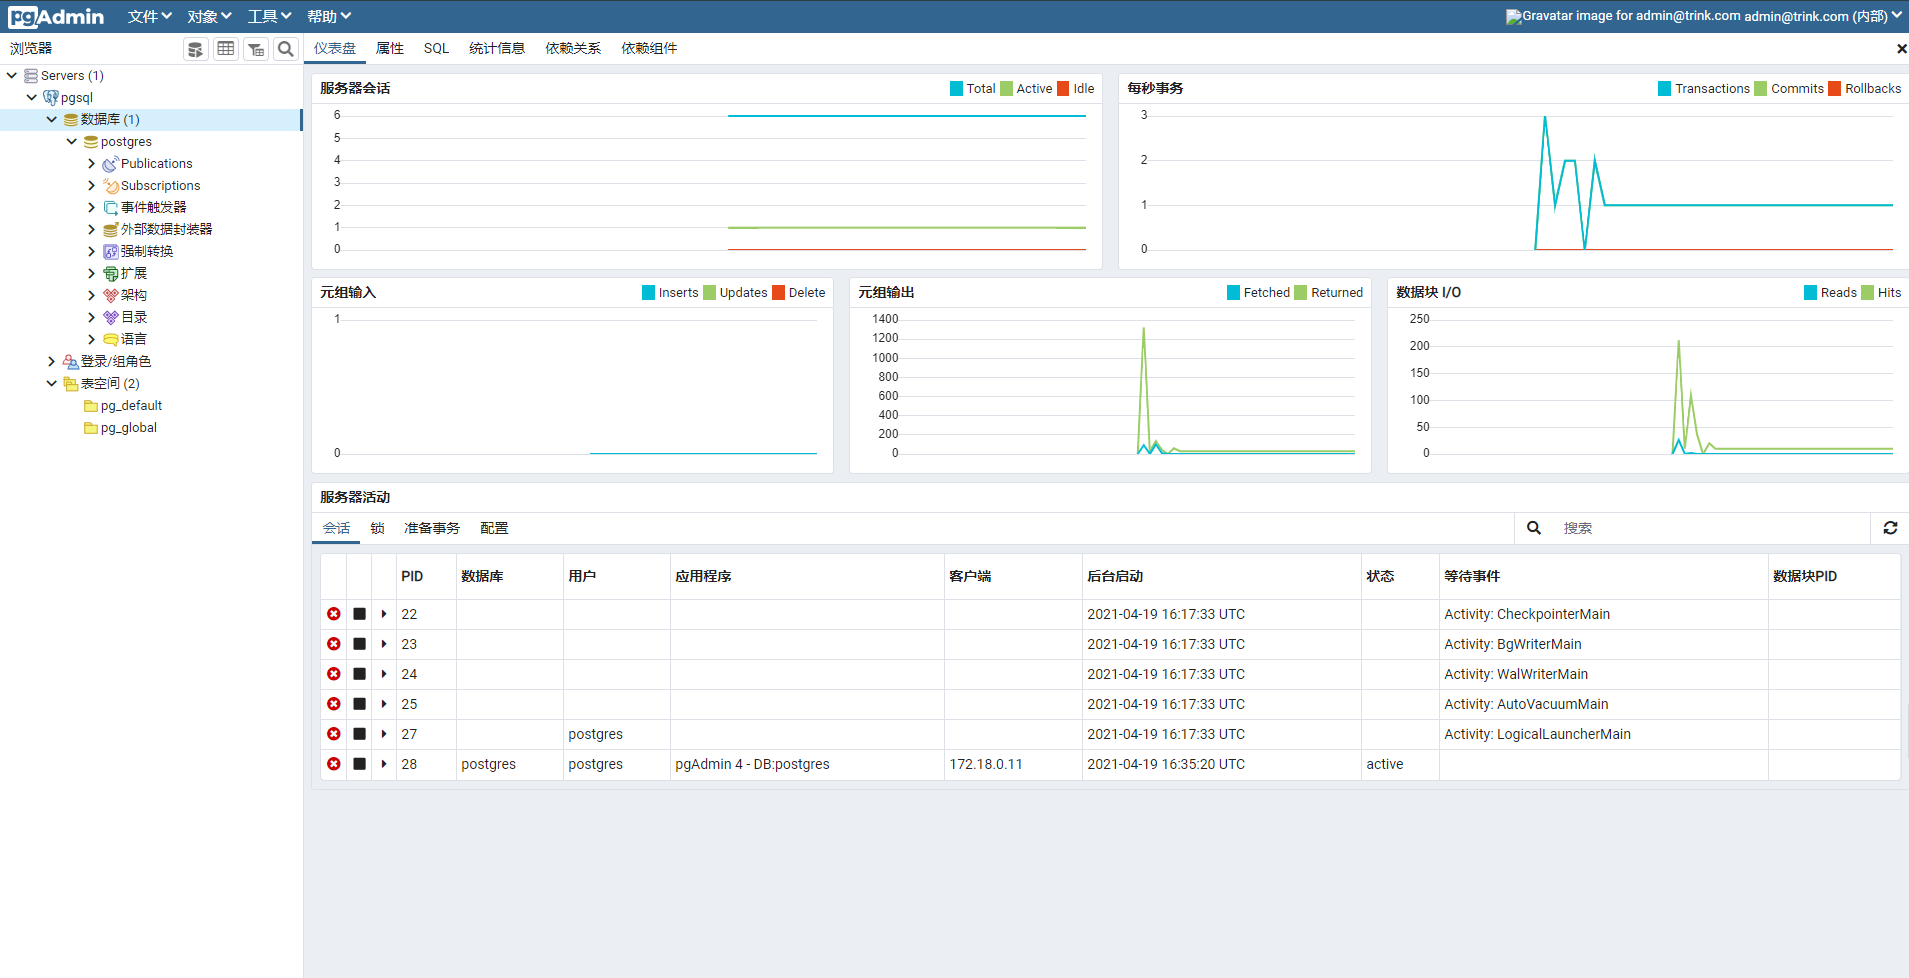 pgAdmin 文件 对象 工具 帮助 Gravatar image for admin@trink.com admin@trink.com (内部)
浏览器
仪表盘 属性 SQL 统计信息 依赖关系 依赖组件
Servers (1)
pgsql
数据库 (1)
postgres
Publications
Subscriptions
事件触发器
外部数据封装器
强制转换
扩展
架构
目录
语言
登录/组角色
表空间 (2)
pg_default
pg_global
服务器会话 Total Active Idle
6
5
4
3
2
1
0
每秒事务 Transactions Commits Rollbacks
3
2
1
0
元组输入 Inserts Updates Delete
1
0
元组输出 Fetched Returned
1400
1200
1000
800
600
400
200
0
数据块 I/O Reads Hits
250
200
150
100
50
0
服务器活动
会话 锁 准备事务 配置 搜索
PID 数据库 用户 应用程序 客户端 后台启动 状态 等待事件 数据块PID
22 2021-04-19 16:17:33 UTC Activity: CheckpointerMain
23 2021-04-19 16:17:33 UTC Activity: BgWriterMain
24 2021-04-19 16:17:33 UTC Activity: WalWriterMain
25 2021-04-19 16:17:33 UTC Activity: AutoVacuumMain
27 postgres 2021-04-19 16:17:33 UTC Activity: LogicalLauncherMain
28 postgres postgres pgAdmin 4 - DB:postgres 172.18.0.11 2021-04-19 16:35:20 UTC active